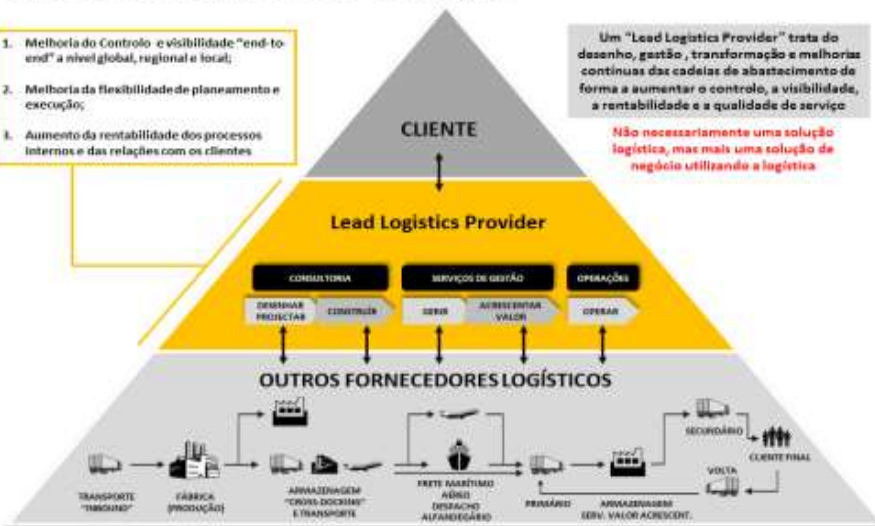 1. Melhoria do Controlo e visibilidade "end-to-
end" a nivel global, regional e local;
2. Melhoria da flexibilidade de planeamento e
execução;
3. Aumento da rentabilidade dos processos
internos e das relações com os clientes
Um "Lead Logistics Provider" trata do
desenho, gestão , transformação e melhorias
contínuas das cadeias de abastecimento de
forma a aumentar o controlo, a visibilidade,
a rentabilidade e a qualidade de serviço
Não necessariamente uma solução
logística, mas mais uma solução de
negócio utilizando a logística
CLIENTE
Lead Logistics Provider
CONSULTORIA
SERVIÇOS DE GESTÃO
OPERAÇÕES
DESENHAR
PROJECTAR
CONSTRUIR
GERIR
ACRESCENTAR
VALOR
OPERAR
OUTROS FORNECEDORES LOGÍSTICOS
SECUNDÁRIO
CLIENTE FINAL
VOLTA
TRANSPORTE
"INBOUND"
FÁBRICA
(PRODUÇÃO)
ARMAZENAGEM
"CROSS-DOCKING"
E TRANSPORTE
FRETE MARÍTIMO
AÉREO
DESPACHO
ALFANDEGÁRIO
PRIMÁRIO
ARMAZENAGEM
SERV. VALOR ACRESCENT.